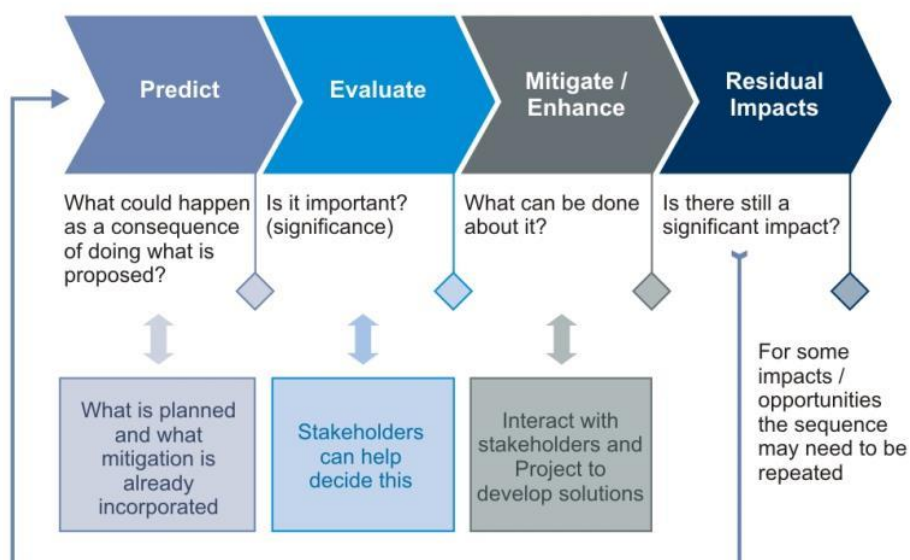 Predict
Evaluate
Mitigate /
Enhance
Residual
Impacts
What could happen
as a consequence
of doing what is
proposed?
Is it important?
(significance)
What can be done
about it?
Is there still a
significant impact?
What is planned
and what
mitigation is
already
incorporated
Stakeholders
can help
decide this
Interact with
stakeholders and
Project to
develop solutions
For some
impacts /
opportunities
the sequence
may need to be
repeated